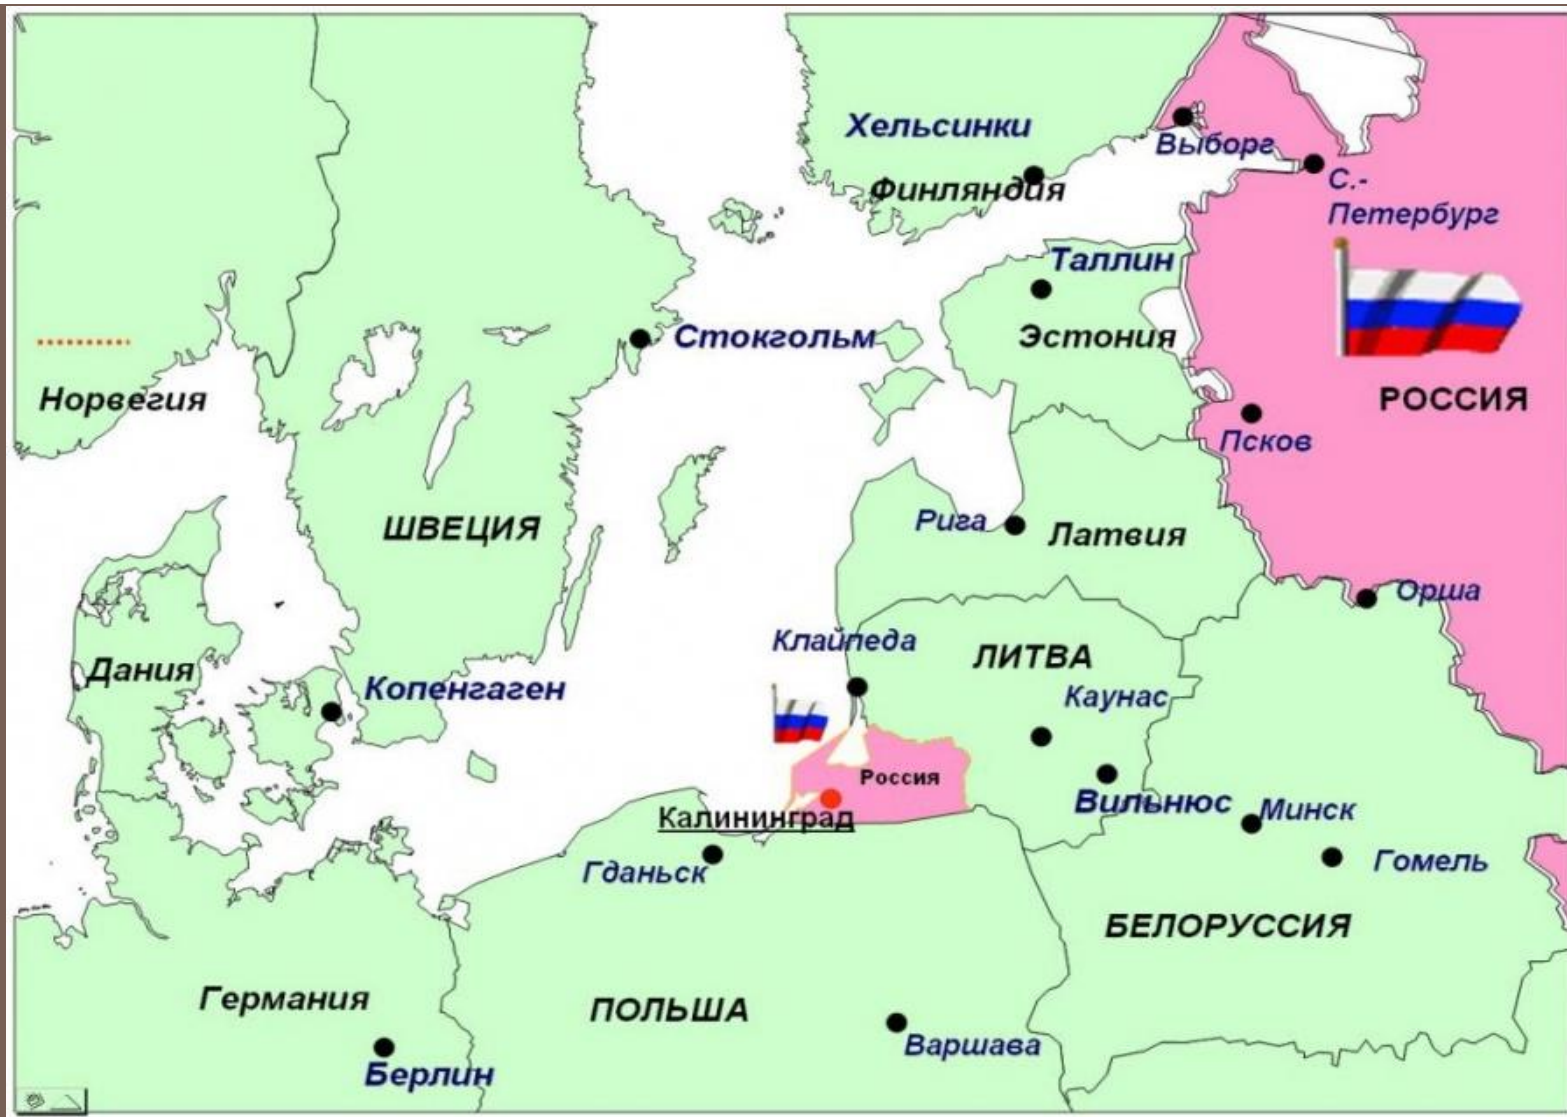 Хельсинки
Выборг
Финляндия
С.-
Петербург
Таллин
Стокгольм
Эстония
Норвегия
РОССИЯ
Псков
ШВЕЦИЯ
Рига
Латвия
Орша
Клайпеда
ЛИТВА
Дания
Копенгаген
Каунас
Россия
Вильнюс
Минск
Калининград
Гданьск
Гомель
БЕЛОРУССИЯ
Германия
ПОЛЬША
Варшава
Берлин